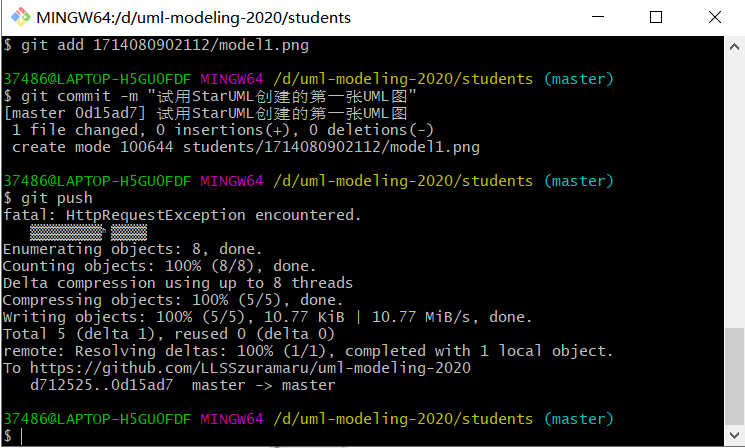 MINGW64:/d/uml-modeling-2020/students
$ git add 1714080902112/model1.png
37486@LAPTOP-H5GUOFDF MINGW64 /d/uml-modeling-2020/students (master)
$ git commit -m "试用StarUML创建的第一张UML图"
[master 0d15ad7] 试用StarUML创建的第一张UML图
1 file changed, 0 insertions(+), 0 deletions(-)
create mode 100644 students/1714080902112/model1.png
37486@LAPTOP-H5GUOFDF MINGW64 /d/uml-modeling-2020/students (master)
$ git push
fatal: HttpRequestException encountered.
Enumerating objects: 8, done.
Counting objects: 100% (8/8), done.
Delta compression using up to 8 threads
Compressing objects: 100% (5/5), done.
Writing objects: 100% (5/5), 10.77 KiB | 10.77 MiB/s, done.
Total 5 (delta 1), reused 0 (delta 0)
remote: Resolving deltas: 100% (1/1), completed with 1 local object.
To https://github.com/LLSSzuramaru/uml-modeling-2020
d712525..0d15ad7  master -> master
37486@LAPTOP-H5GUOFDF MINGW64 /d/uml-modeling-2020/students (master)
$